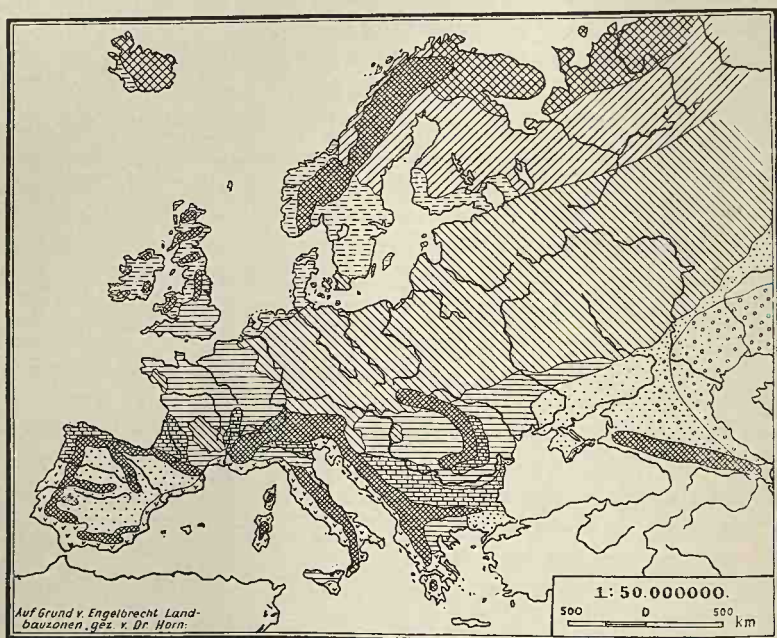 Auf Grund v. Engelbrecht Land-
bauzonen, gez. v. Dr. Horn:
1:50.000000.
500 0 500 km